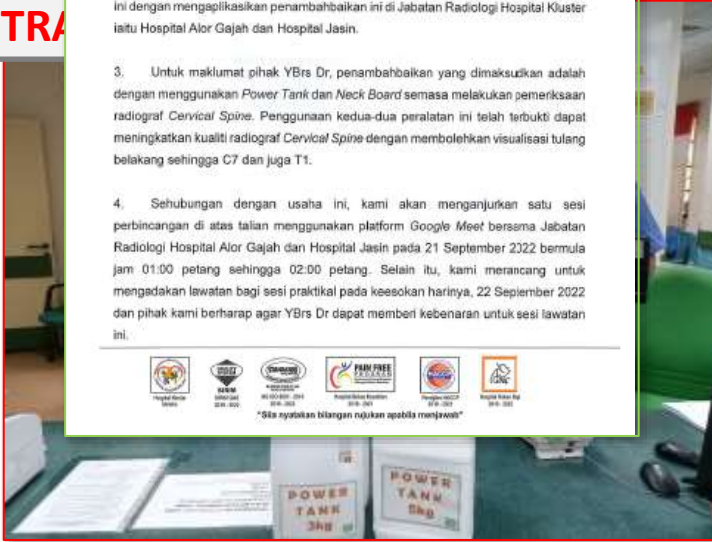 TRA
ini dengan mengaplikasikan penambahbaikan ini di Jabatan Radiologi Hospital Kluster
iaitu Hospital Alor Gajah dan Hospital Jasin.
3. Untuk maklumat pihak YBrs Dr, penambahbaikan yang dimaksudkan adalah
dengan menggunakan Power Tank dan Neck Board semasa melakukan pemeriksaan
radiograf Cervical Spine. Penggunaan kedua-dua peralatan ini telah terbukti dapat
meningkatkan kualiti radiograf Cervical Spine dengan membolehkan visualisasi tulang
belakang sehingga C7 dan juga T1.
4. Sehubungan dengan usaha ini, kami akan menganjurkan satu sesi
perbincangan di atas talian menggunakan platform Google Meet bersama Jabatan
Radiologi Hospital Alor Gajah dan Hospital Jasin pada 21 September 2022 bermula
jam 01:00 petang sehingga 02:00 petang. Selain itu, kami merancang untuk
mengadakan lawatan bagi sesi praktikal pada keesokan harinya, 22 September 2022
dan pihak kami berharap agar YBrs Dr dapat memberi kebenaran untuk sesi lawatan
ini.
PAIN FREE
"Sila nyatakan bilangan rujukan apabila menjawab"
POWER
TANK
3kg
POWER
TANK
5kg